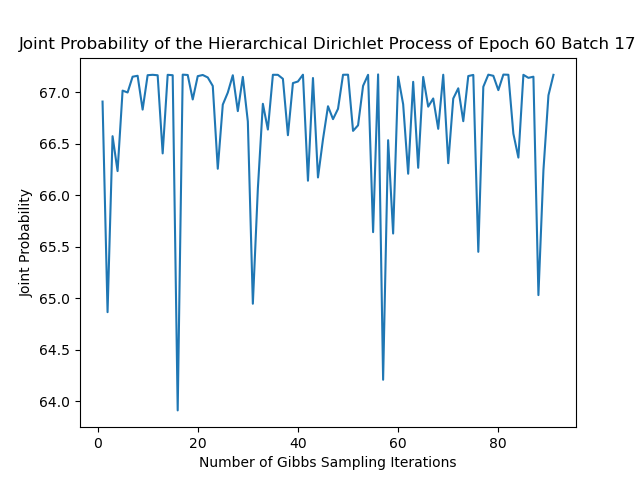 Joint Probability of the Hierarchical Dirichlet Process of Epoch 60 Batch 17
67.0
66.5
66.0
65.5
65.0
64.5
64.0
Joint Probability
0 20 40 60 80
Number of Gibbs Sampling Iterations